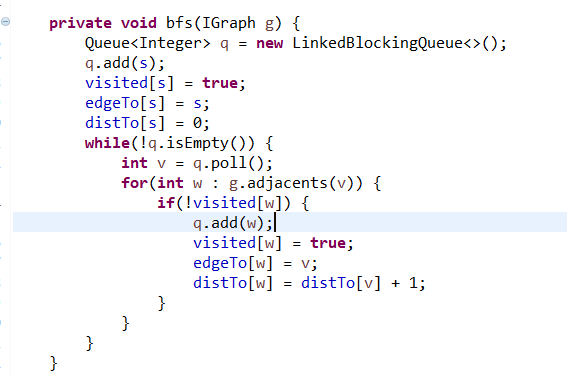 private void bfs(IGraph g) {
Queue<Integer> q = new LinkedBlockingQueue<>();
q.add(s);
visited[s] = true;
edgeTo[s] = s;
distTo[s] = 0;
while(!q.isEmpty()) {
int v = q.poll();
for(int w : g.adjacents(v)) {
if(!visited[w]) {
q.add(w);
visited[w] = true;
edgeTo[w] = v;
distTo[w] = distTo[v] + 1;
}
}
}
}